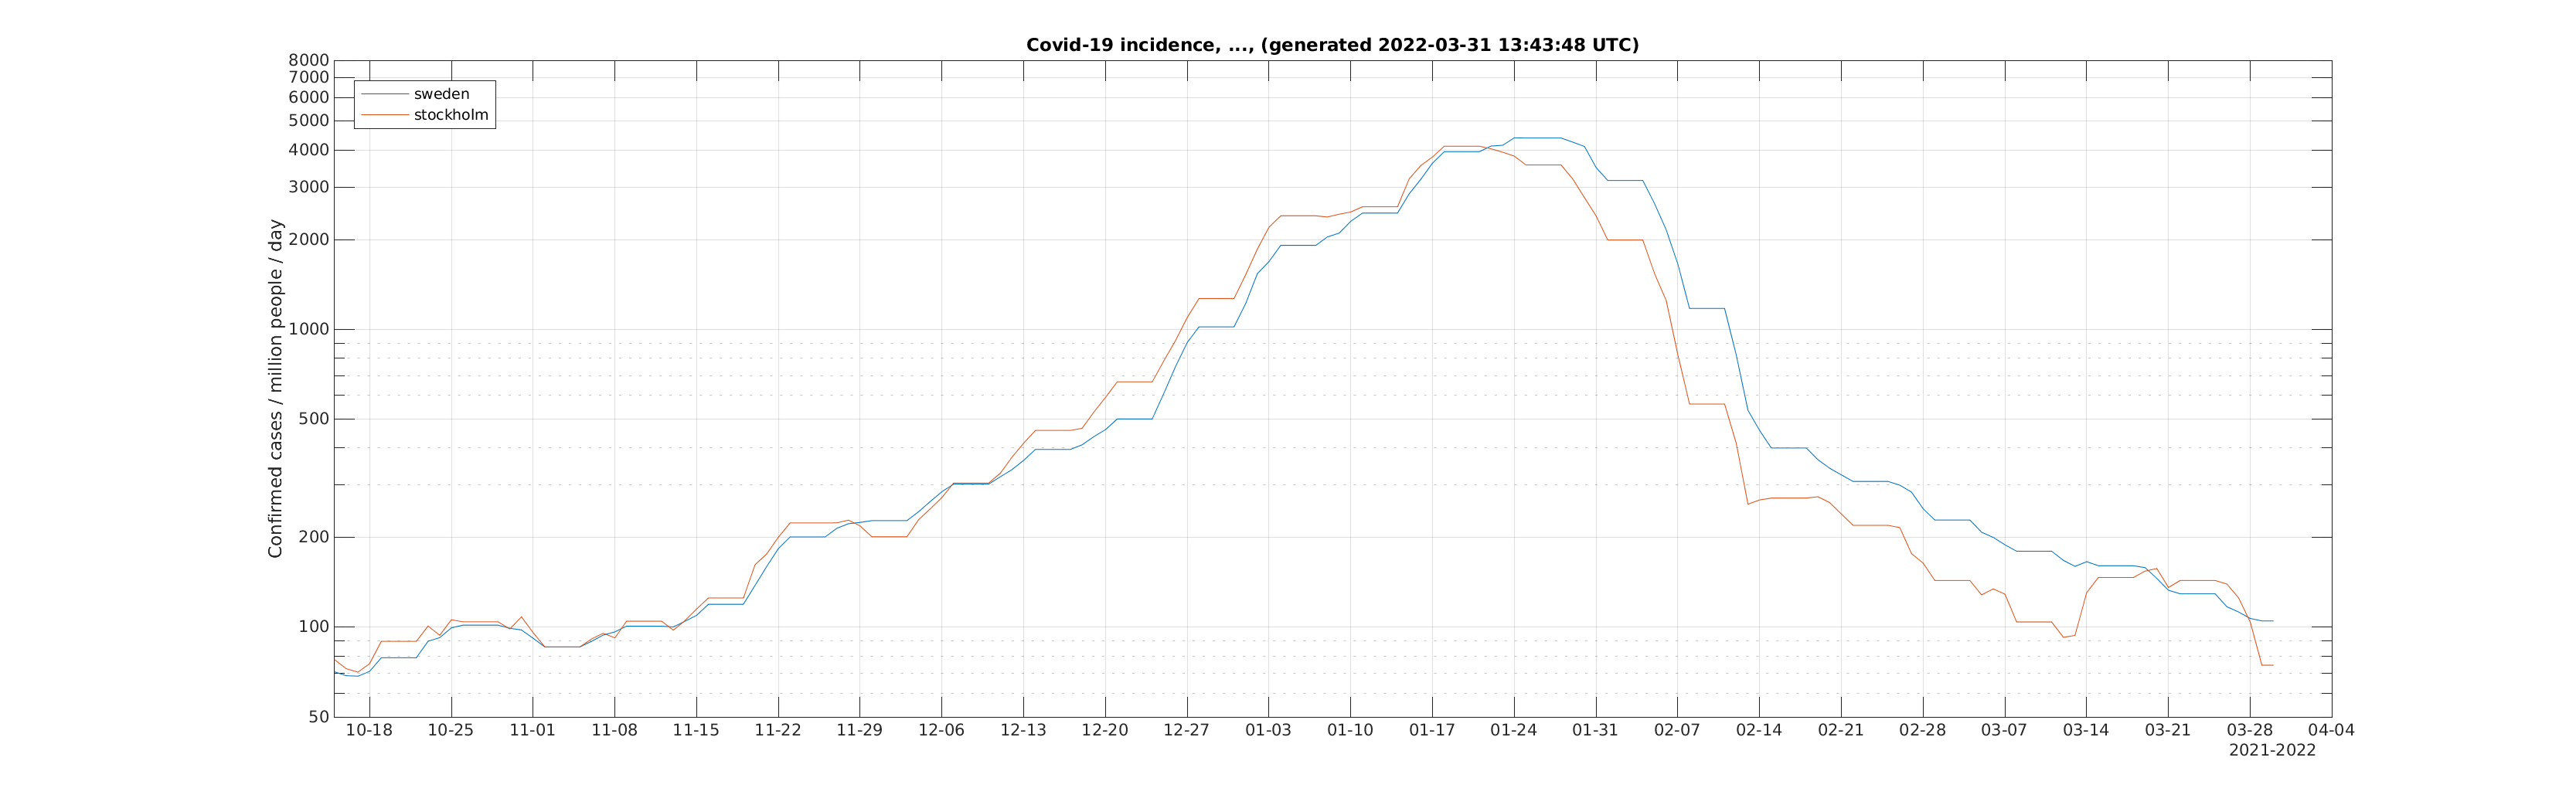 Covid-19 incidence, ..., (generated 2022-03-31 13:43:48 UTC)
8000
7000
6000
5000
4000
3000
2000
1000
500
200
100
50
Confirmed cases / million people / day
sweden
stockholm
10-18 10-25 11-01 11-08 11-15 11-22 11-29 12-06 12-13 12-20 12-27 01-03 01-10 01-17 01-24 01-31 02-07 02-14 02-21 02-28 03-07 03-14 03-21 03-28 04-04
2021-2022